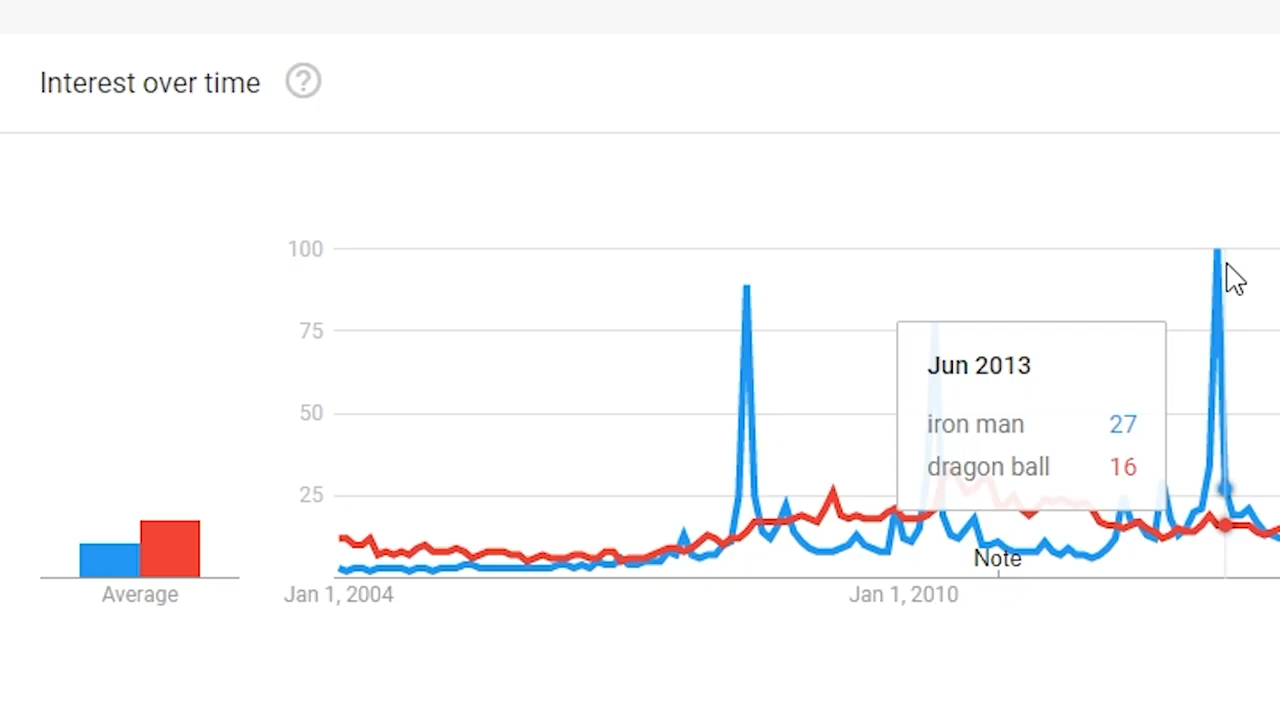 Interest over time ?
100
75
50
25
Jun 2013
iron man 27
dragon ball 16
Note
Average
Jan 1, 2004
Jan 1, 2010